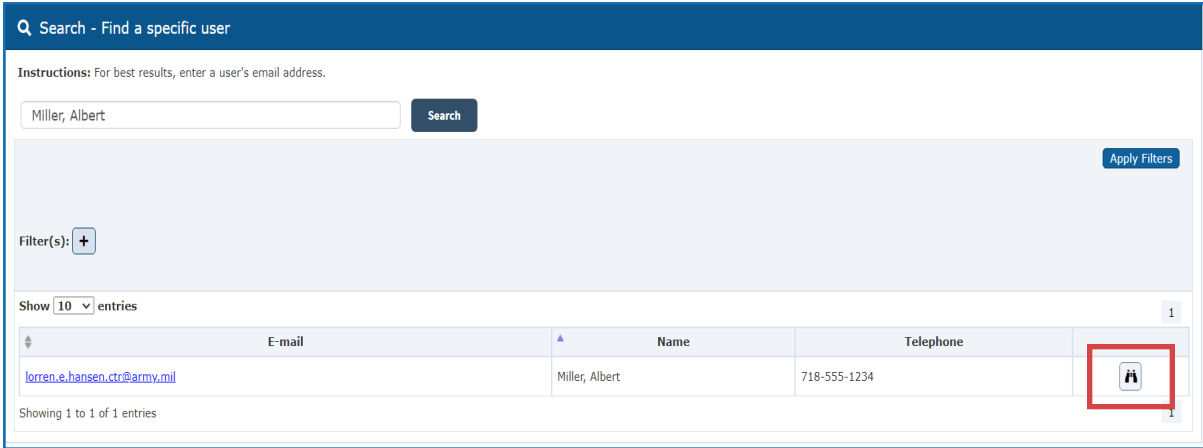 Search - Find a specific user
Instructions: For best results, enter a user's email address.
Miller, Albert Search
Apply Filters
Filter(s): +
Show 10 entries
1
E-mail Name Telephone
lorren.e.hansen.ctr@army.mil Miller, Albert 718-555-1234
Showing 1 to 1 of 1 entries
1